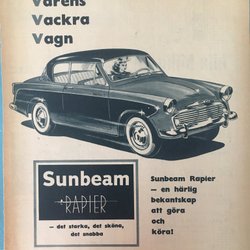 Vårens
Vackra
Vagn
Sunbeam
RAPIER
– det starka, det sköna,
det snabba
Sunbeam Rapier
– en härlig
bekantskap
att göra
och
köra!